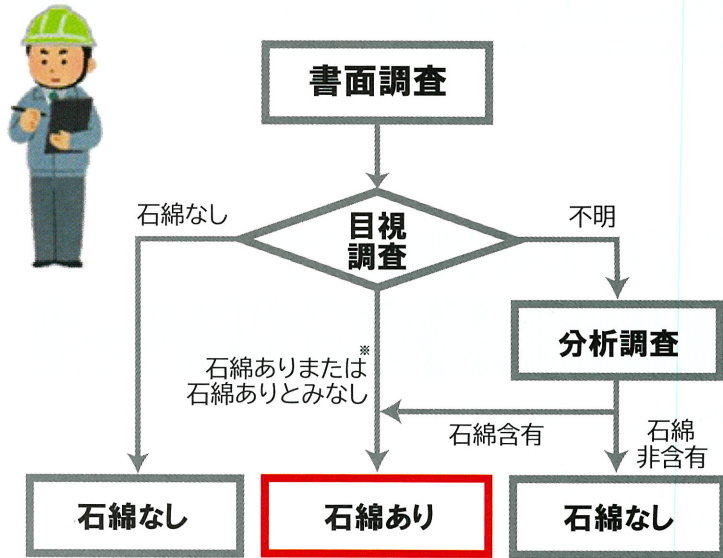 書面調査
石綿なし
目視
調査
不明
分析調査
※
石綿ありまたは
石綿ありとみなし
石綿含有
石綿
非含有
石綿なし
石綿あり
石綿なし